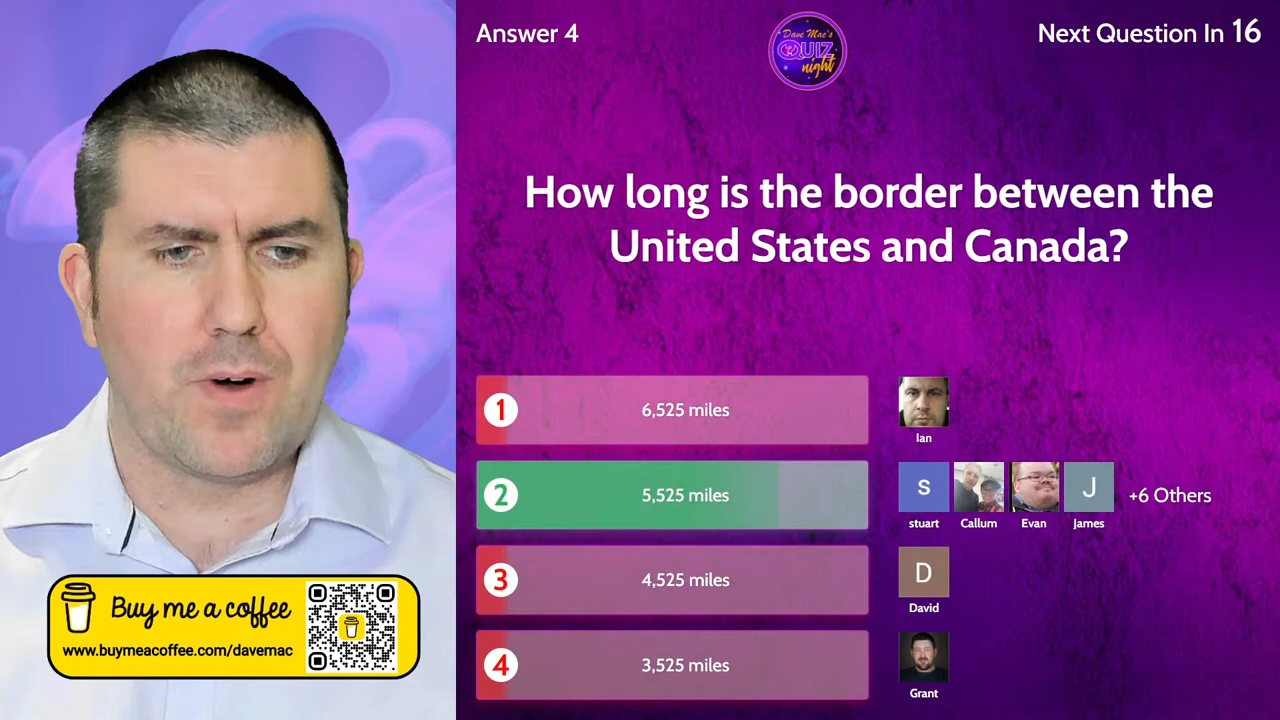 Answer 4
Dave Mac's
QUIZ
night
Next Question In 16
How long is the border between the
United States and Canada?
1
6,525 miles
Ian
2
5,525 miles
s
J
+6 Others
stuart
Callum
Evan
James
3
4,525 miles
D
David
4
3,525 miles
Grant
Buy me a coffee
www.buymeacoffee.com/davemac